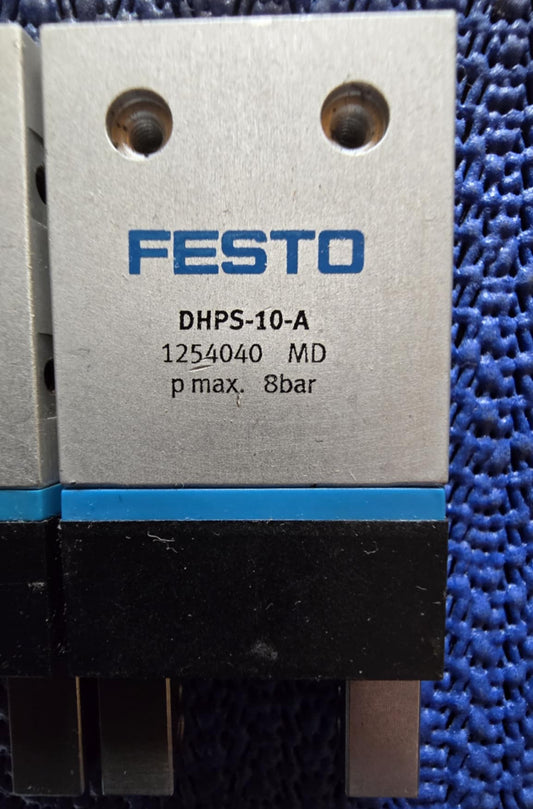 FESTO
DHPS-10-A
1254040 MD
p max. 8bar